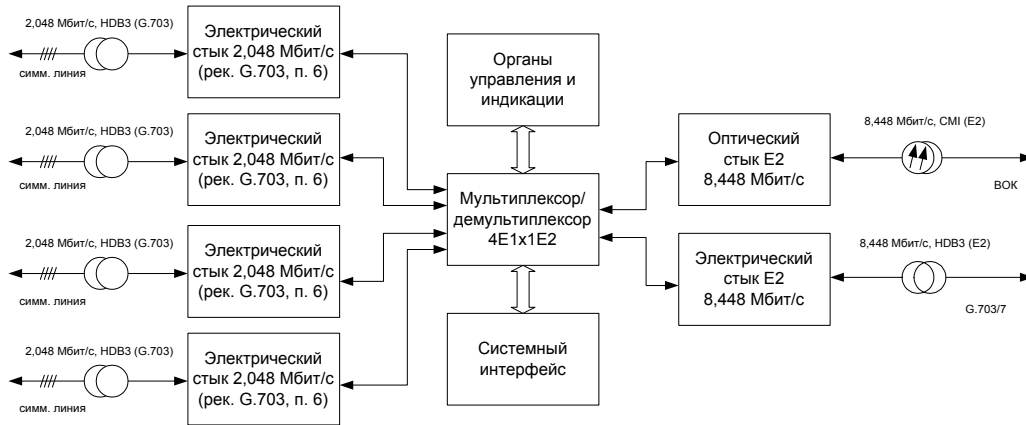 2,048 Мбит/с, HDB3 (G.703)
симм. линия
Электрический
стык 2,048 Мбит/с
(рек. G.703, п. 6)
2,048 Мбит/с, HDB3 (G.703)
симм. линия
Электрический
стык 2,048 Мбит/с
(рек. G.703, п. 6)
2,048 Мбит/с, HDB3 (G.703)
симм. линия
Электрический
стык 2,048 Мбит/с
(рек. G.703, п. 6)
2,048 Мбит/с, HDB3 (G.703)
симм. линия
Электрический
стык 2,048 Мбит/с
(рек. G.703, п. 6)
Органы
управления и
индикации
Мультиплексор/
демультиплексор
4E1x1E2
Системный
интерфейс
Оптический
стык E2
8,448 Мбит/с
8,448 Мбит/с, CMI (E2)
ВОК
Электрический
стык E2
8,448 Мбит/с
8,448 Мбит/с, HDB3 (E2)
G.703/7